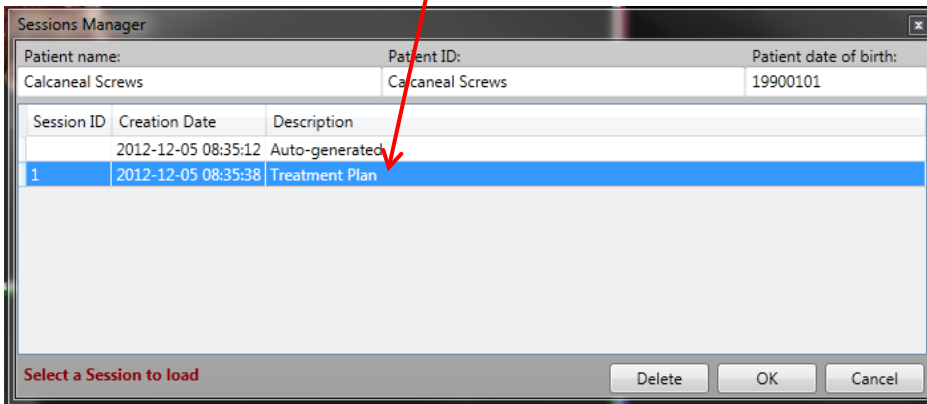 Sessions Manager
Patient name: Patient ID: Patient date of birth:
Calcaneal Screws Calcaneal Screws 19900101
Session ID Creation Date Description
2012-12-05 08:35:12 Auto-generated
1 2012-12-05 08:35:38 Treatment Plan
Select a Session to load Delete OK Cancel